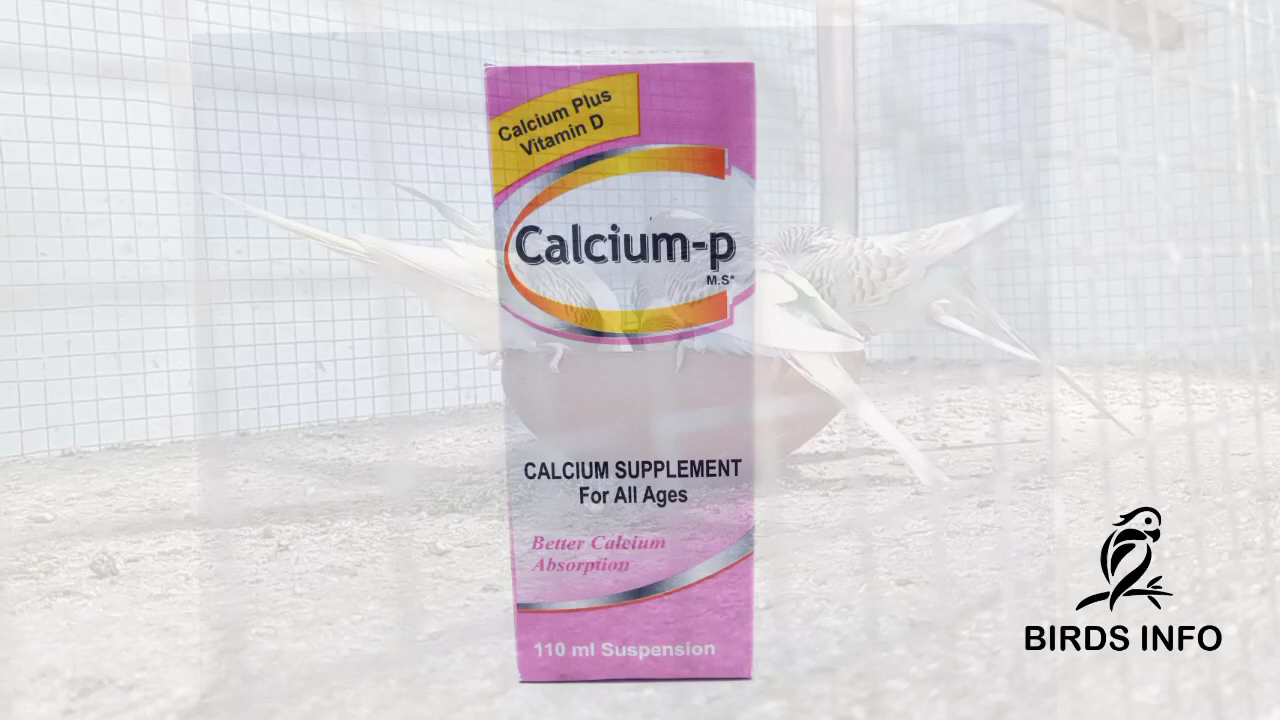 Calcium Plus
Vitamin D
Calcium-p
M.S*
CALCIUM SUPPLEMENT
For All Ages
Better Calcium
Absorption
110 ml Suspension
BIRDS INFO